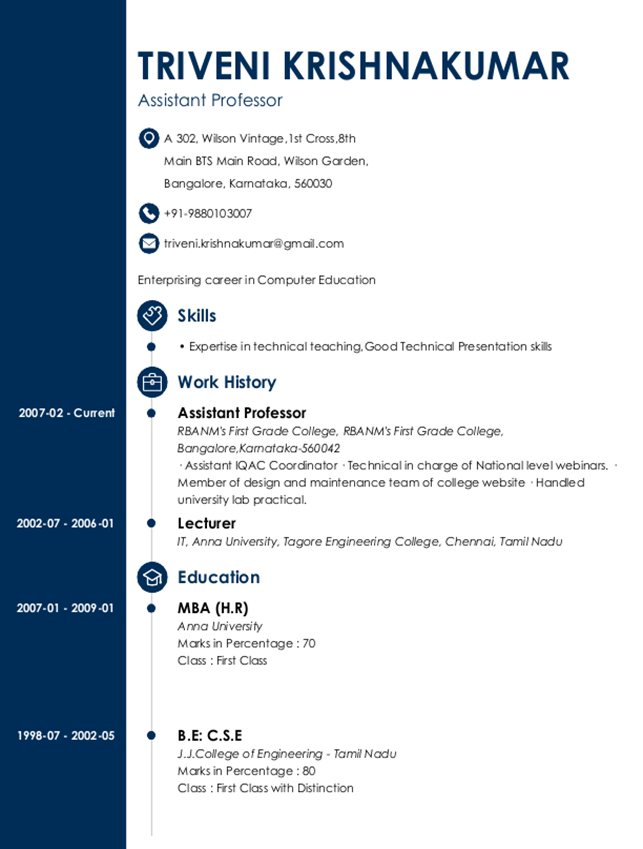 TRIVENI KRISHNAKUMAR
Assistant Professor
A 302, Wilson Vintage,1st Cross,8th
Main BTS Main Road, Wilson Garden,
Bangalore, Karnataka, 560030
+91-9880103007
triveni.krishnakumar@gmail.com
Enterprising career in Computer Education
Skills
• Expertise in technical teaching,Good Technical Presentation skills
Work History
2007-02 - Current
Assistant Professor
RBANM's First Grade College, RBANM's First Grade College,
Bangalore,Karnataka-560042
· Assistant IQAC Coordinator · Technical in charge of National level webinars. ·
Member of design and maintenance team of college website · Handled
university lab practical.
2002-07 - 2006-01
Lecturer
IT, Anna University, Tagore Engineering College, Chennai, Tamil Nadu
Education
2007-01 - 2009-01
MBA (H.R)
Anna University
Marks in Percentage : 70
Class : First Class
1998-07 - 2002-05
B.E: C.S.E
J.J.College of Engineering - Tamil Nadu
Marks in Percentage : 80
Class : First Class with Distinction